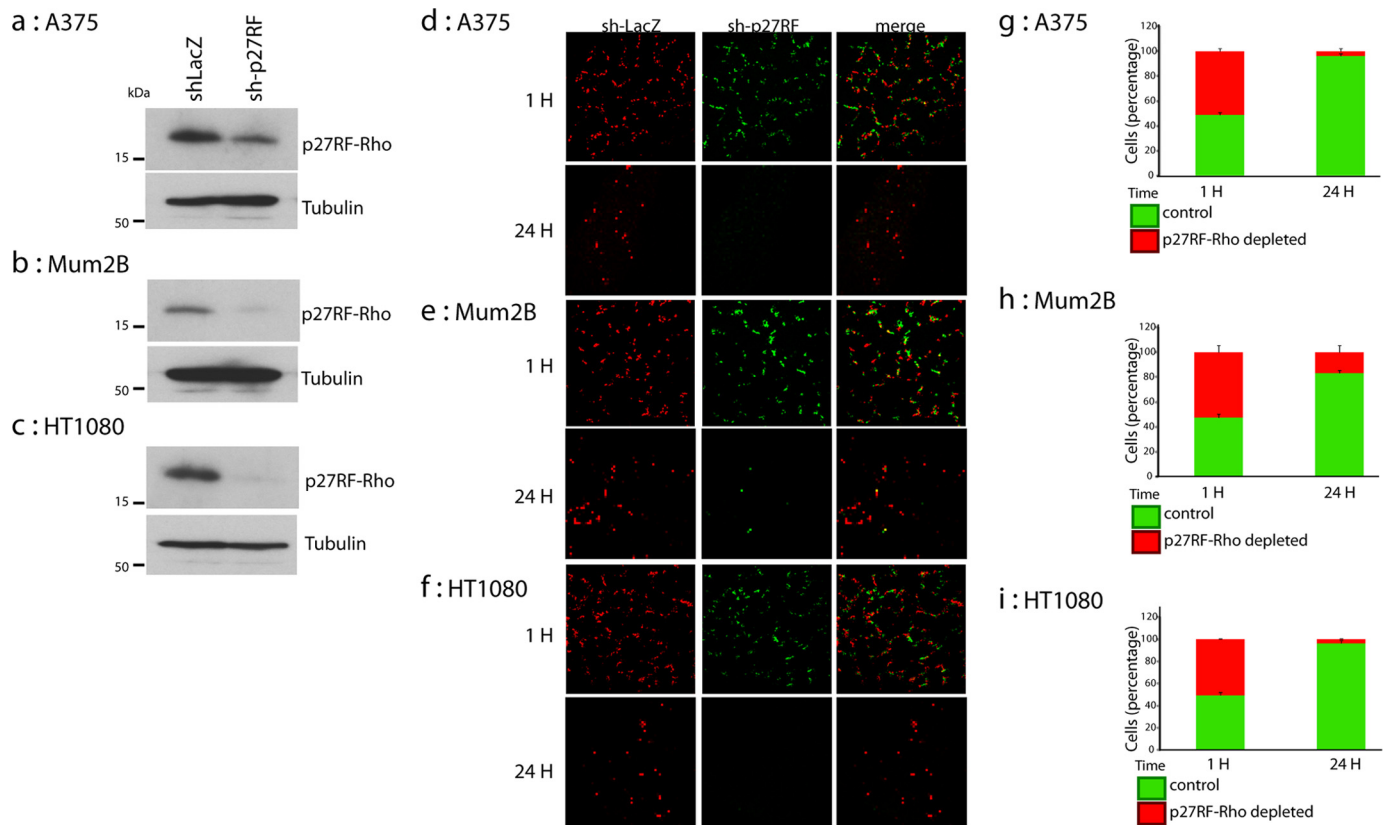 a : A375
shLacZ
sh-p27RF
kDa
p27RF-Rho
15
Tubulin
50
b : Mum2B
p27RF-Rho
15
Tubulin
50
c : HT1080
p27RF-Rho
15
Tubulin
50
d : A375
sh-LacZ
sh-p27RF
merge
1 H
24 H
e : Mum2B
1 H
24 H
f : HT1080
1 H
24 H
g : A375
Cells (percentage)
120
100
80
60
40
20
0
Time
1 H
24 H
control
p27RF-Rho depleted
h : Mum2B
Cells (percentage)
120
100
80
60
40
20
0
Time
1 H
24 H
control
p27RF-Rho depleted
i : HT1080
Cells (percentage)
120
100
80
60
40
20
0
Time
1 H
24 H
control
p27RF-Rho depleted